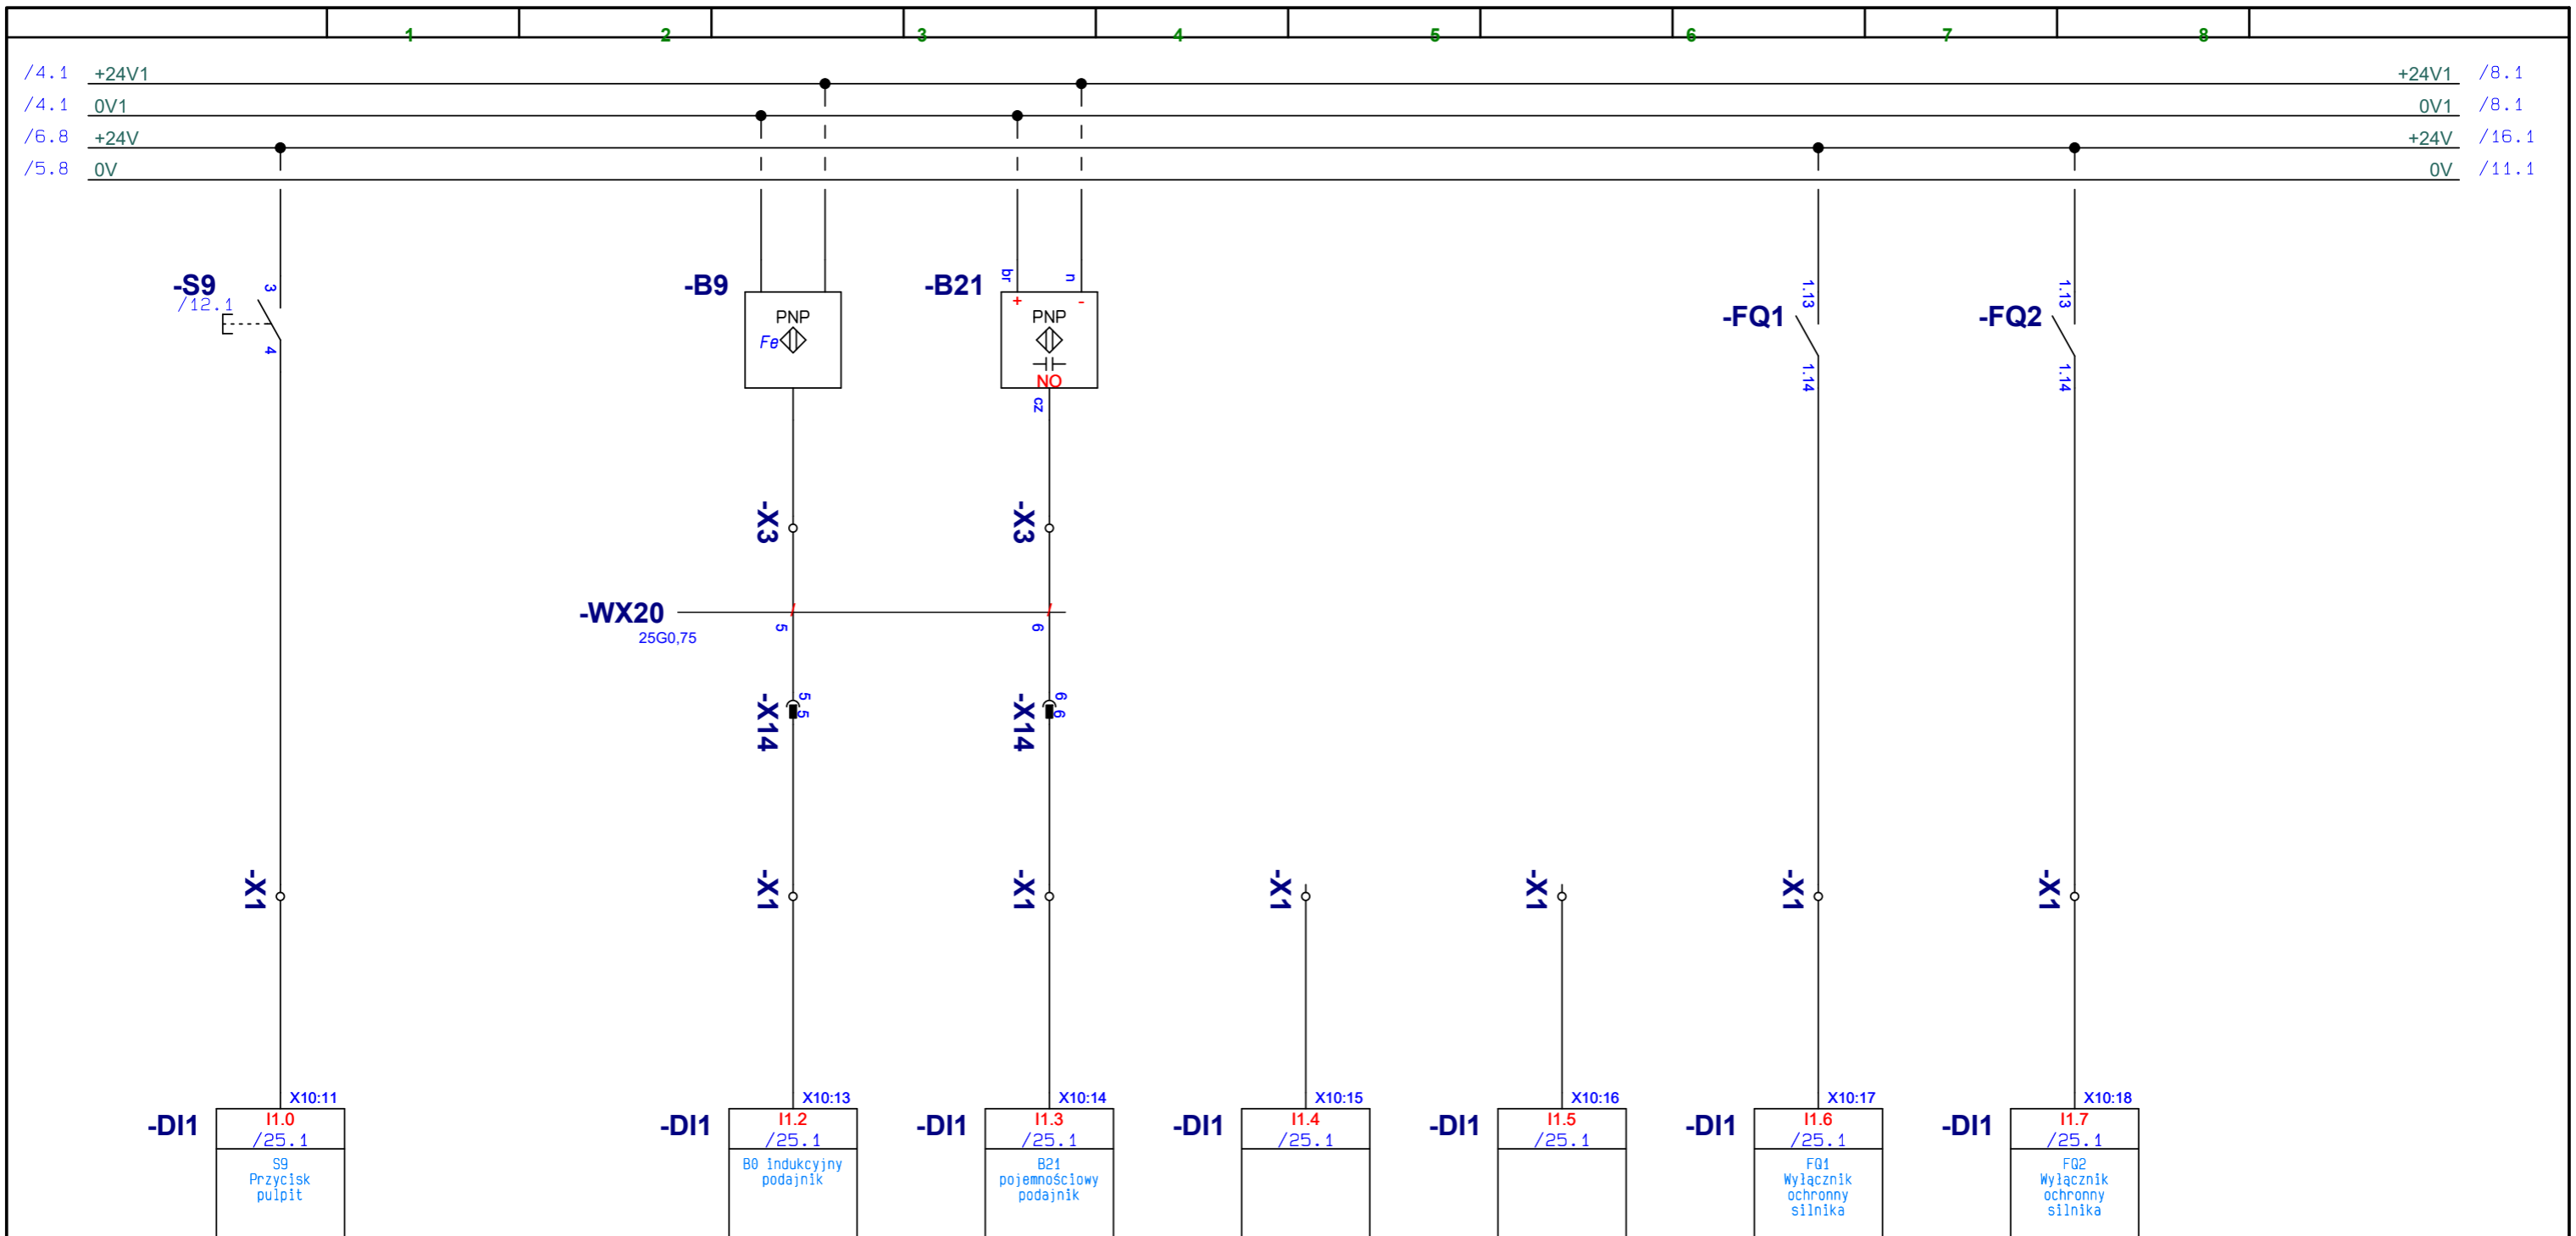 1 2 3 4 5 6 7 8
/4.1 +24V1 +24V1 /8.1
/4.1 0V1 0V1 /8.1
/6.8 +24V +24V /16.1
/5.8 0V 0V /11.1
-S9
/12.1
3
4
-B9
PNP
Fe
-B21
br
n
+ -
PNP
NO
cz
-FQ1
1.13
1.14
-FQ2
1.13
1.14
-X3 -X3
-WX20
25G0,75
5 6
-X14
5
5
-X14
6
6
-X1 -X1 -X1 -X1 -X1 -X1 -X1
X10:11 X10:13 X10:14 X10:15 X10:16 X10:17 X10:18
-DI1 I1.0 -DI1 I1.2 -DI1 I1.3 -DI1 I1.4 -DI1 I1.5 -DI1 I1.6 -DI1 I1.7
/25.1 /25.1 /25.1 /25.1 /25.1 /25.1 /25.1
S9
Przycisk
pulpit
B0 indukcyjny
podajnik
B21
pojemnościowy
podajnik
FQ1
Wyłącznik
ochronny
silnika
FQ2
Wyłącznik
ochronny
silnika